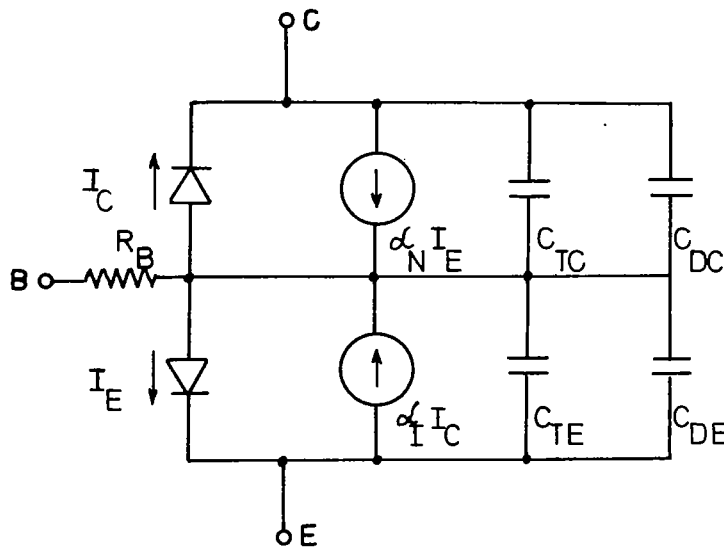 C
I_C
R_B
B
α_N I_E
C_TC
C_DC
I_E
α_I I_C
C_TE
C_DE
E